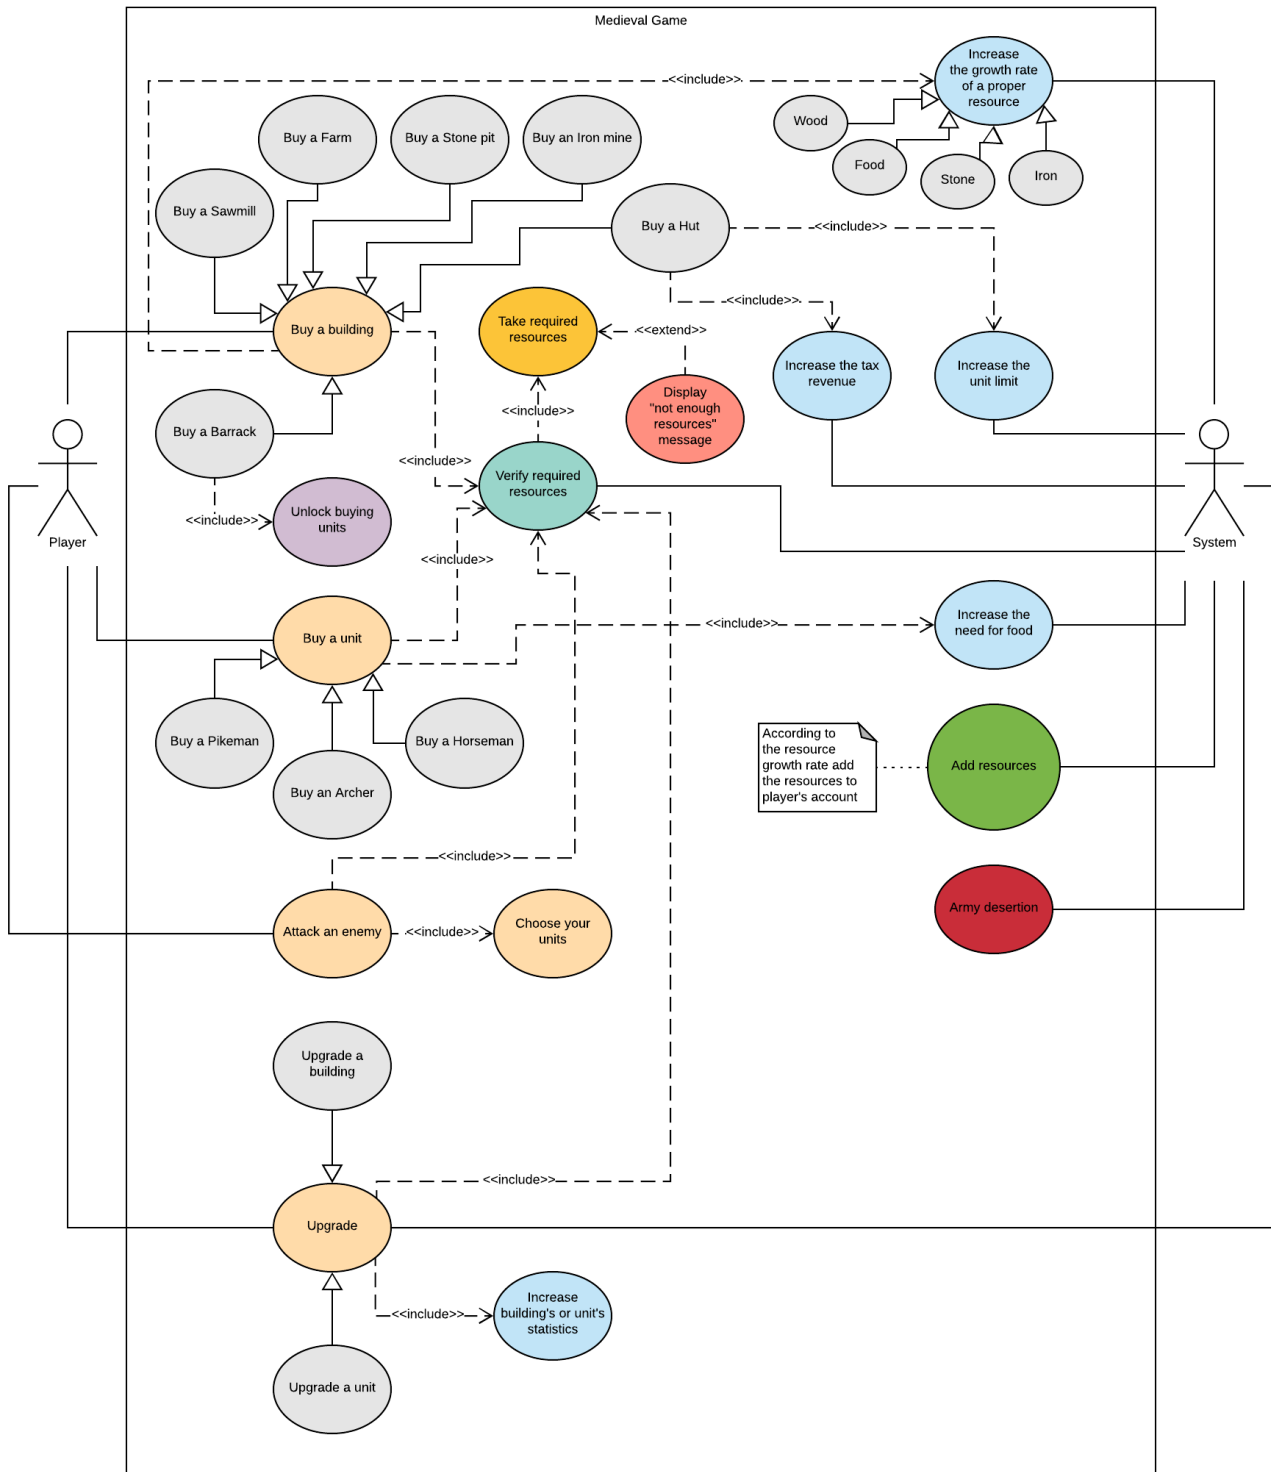 Medieval Game
Increase
the growth rate
of a proper
resource
<<include>>
Wood
Food
Stone
Iron
Buy a Farm
Buy a Stone pit
Buy an Iron mine
Buy a Sawmill
Buy a Hut
<<include>>
<<include>>
Buy a building
Take required
resources
<<extend>>
Increase the tax
revenue
Increase the
unit limit
Display
"not enough
resources"
message
<<include>>
Buy a Barrack
<<include>>
Verify required
resources
Unlock buying
units
<<include>>
Player
System
<<include>>
Buy a unit
<<include>>
Increase the
need for food
Buy a Pikeman
Buy a Horseman
Buy an Archer
According to
the resource
growth rate add
the resources to
player's account
Add resources
<<include>>
Army desertion
Attack an enemy
<<include>>
Choose your
units
Upgrade a
building
<<include>>
Upgrade
<<include>>
Increase
building's or unit's
statistics
Upgrade a unit